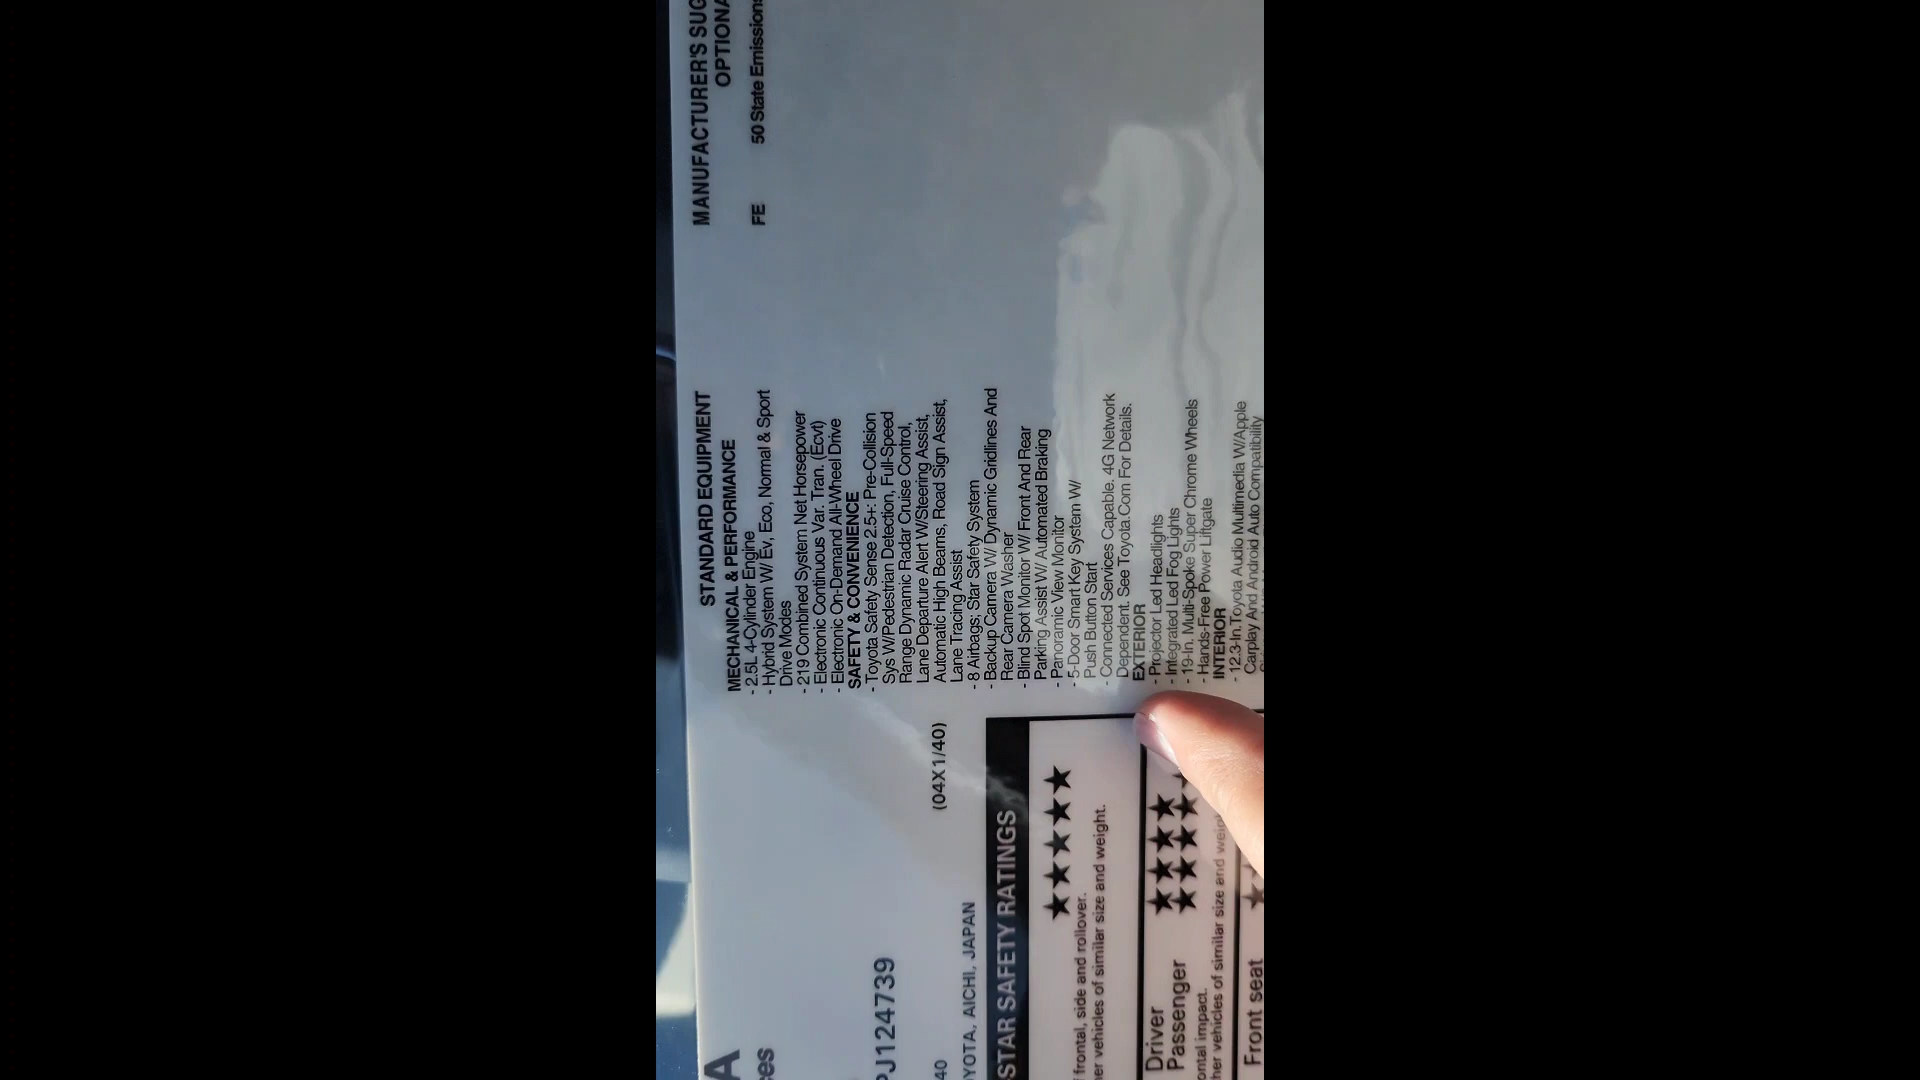 A
ces
PJ124739
40
(04X1/40)
YOTA, AICHI, JAPAN
STAR SAFETY RATINGS
★★★★★
frontal, side and rollover.
er vehicles of similar size and weight.
Driver ★★★★
Passenger ★★★★
ontal impact.
her vehicles of similar size and
Front seat
STANDARD EQUIPMENT
MECHANICAL & PERFORMANCE
- 2.5L 4-Cylinder Engine
- Hybrid System W/ Ev, Eco, Normal & Sport
Drive Modes
- 219 Combined System Net Horsepower
- Electronic Continuous Var. Tran. (Ecvt)
- Electronic On-Demand All-Wheel Drive
SAFETY & CONVENIENCE
- Toyota Safety Sense 2.5+: Pre-Collision
Sys W/Pedestrian Detection, Full-Speed
Range Dynamic Radar Cruise Control,
Lane Departure Alert W/Steering Assist,
Automatic High Beams, Road Sign Assist,
Lane Tracing Assist
- 8 Airbags; Star Safety System
- Backup Camera W/ Dynamic Gridlines And
Rear Camera Washer
- Blind Spot Monitor W/ Front And Rear
Parking Assist W/ Automated Braking
- Panoramic View Monitor
- 5-Door Smart Key System W/
Push Button Start
- Connected Services Capable. 4G Network
Dependent. See Toyota.Com For Details.
EXTERIOR
- Projector Led Headlights
- Integrated Led Fog Lights
- 19-In. Multi-Spoke Super Chrome Wheels
- Hands-Free Power Liftgate
INTERIOR
- 12.3-In.Toyota Audio Multimedia W/Apple
Carplay And Android Auto Compatibility
MANUFACTURER'S SUG
OPTIONA
FE 50 State Emissions